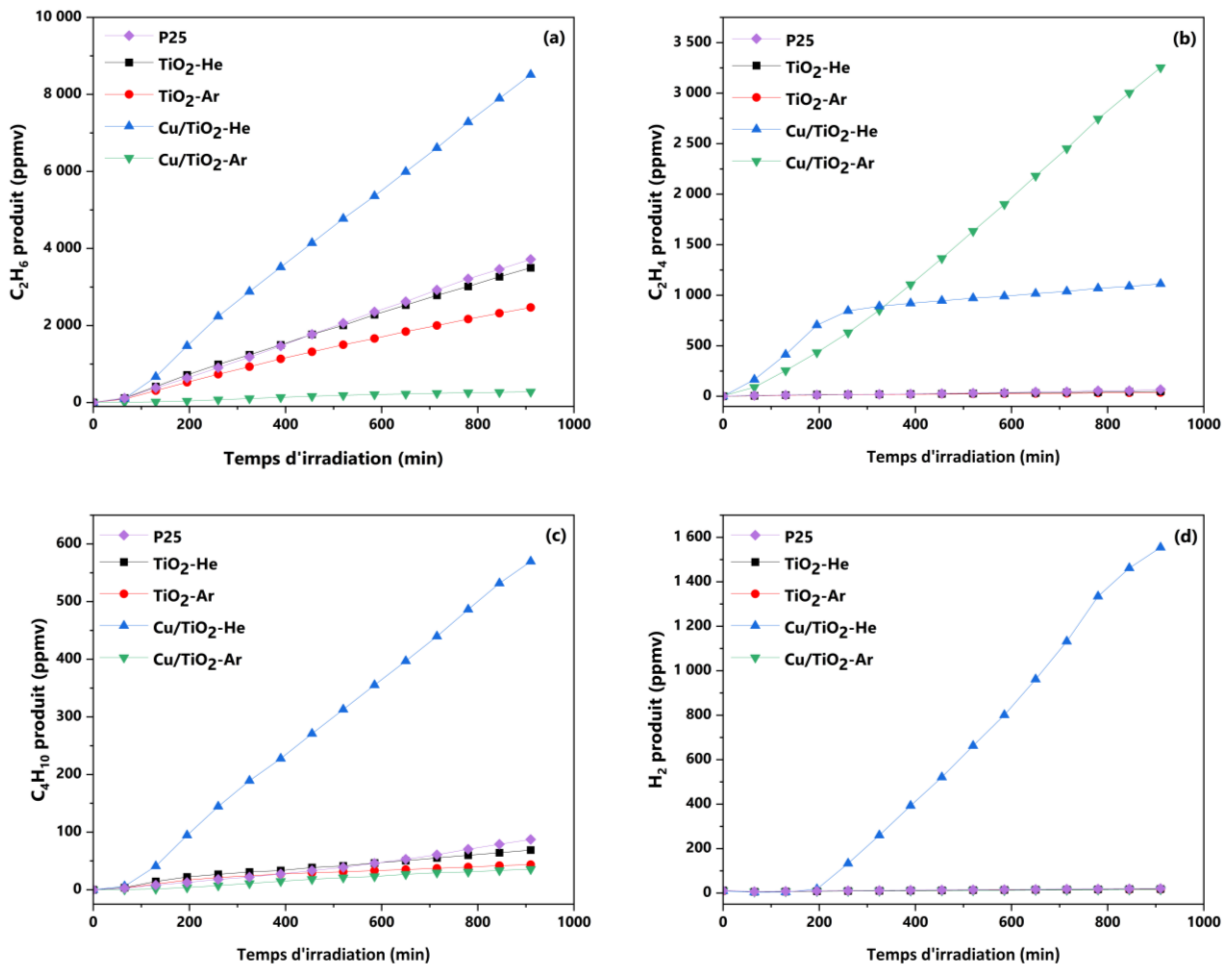 (a)
P25
TiO2-He
TiO2-Ar
Cu/TiO2-He
Cu/TiO2-Ar
C2H6 produit (ppmv)
10 000
8 000
6 000
4 000
2 000
0
0 200 400 600 800 1000
Temps d'irradiation (min)
(b)
P25
TiO2-He
TiO2-Ar
Cu/TiO2-He
Cu/TiO2-Ar
C2H4 produit (ppmv)
3 500
3 000
2 500
2 000
1 500
1 000
500
0
0 200 400 600 800 1000
Temps d'irradiation (min)
(c)
P25
TiO2-He
TiO2-Ar
Cu/TiO2-He
Cu/TiO2-Ar
C4H10 produit (ppmv)
600
500
400
300
200
100
0
0 200 400 600 800 1000
Temps d'irradiation (min)
(d)
P25
TiO2-He
TiO2-Ar
Cu/TiO2-He
Cu/TiO2-Ar
H2 produit (ppmv)
1 600
1 400
1 200
1 000
800
600
400
200
0
0 200 400 600 800 1000
Temps d'irradiation (min)